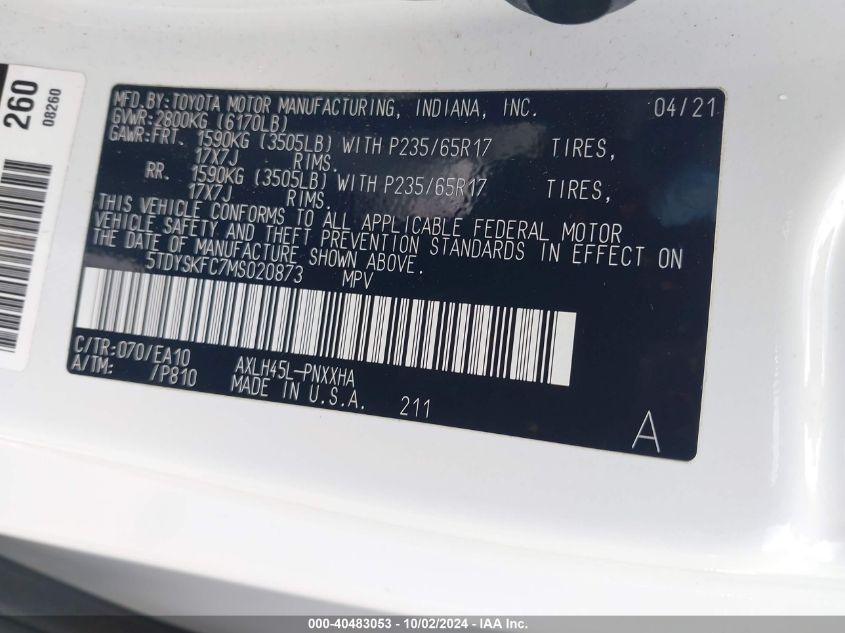 260
08260
MFD.BY:TOYOTA MOTOR MANUFACTURING, INDIANA, INC. 04/21
GVWR:2800KG (6170LB)
GAWR:FRT. 1590KG (3505LB) WITH P235/65R17 TIRES,
17X7J RIMS.
RR. 1590KG (3505LB) WITH P235/65R17 TIRES,
17X7J RIMS.
THIS VEHICLE CONFORMS TO ALL APPLICABLE FEDERAL MOTOR
VEHICLE SAFETY AND THEFT PREVENTION STANDARDS IN EFFECT ON
THE DATE OF MANUFACTURE SHOWN ABOVE.
5TDYSKFC7MS020873 MPV
C/TR:070/EA10 AXLH45L-PNXXHA
A/TM: /P810 MADE IN U.S.A. 211
A
000-40483053 - 10/02/2024 - IAA Inc.